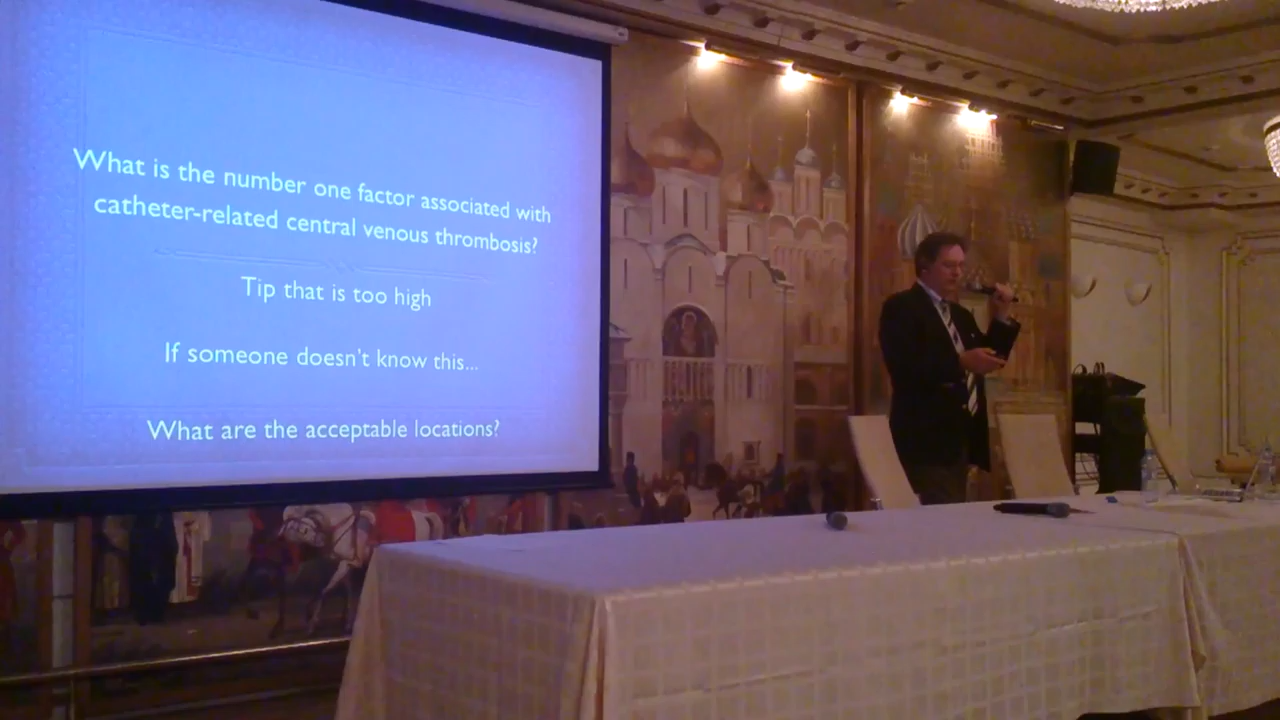 What is the number one factor associated with
catheter-related central venous thrombosis?
Tip that is too high
If someone doesn't know this...
What are the acceptable locations?